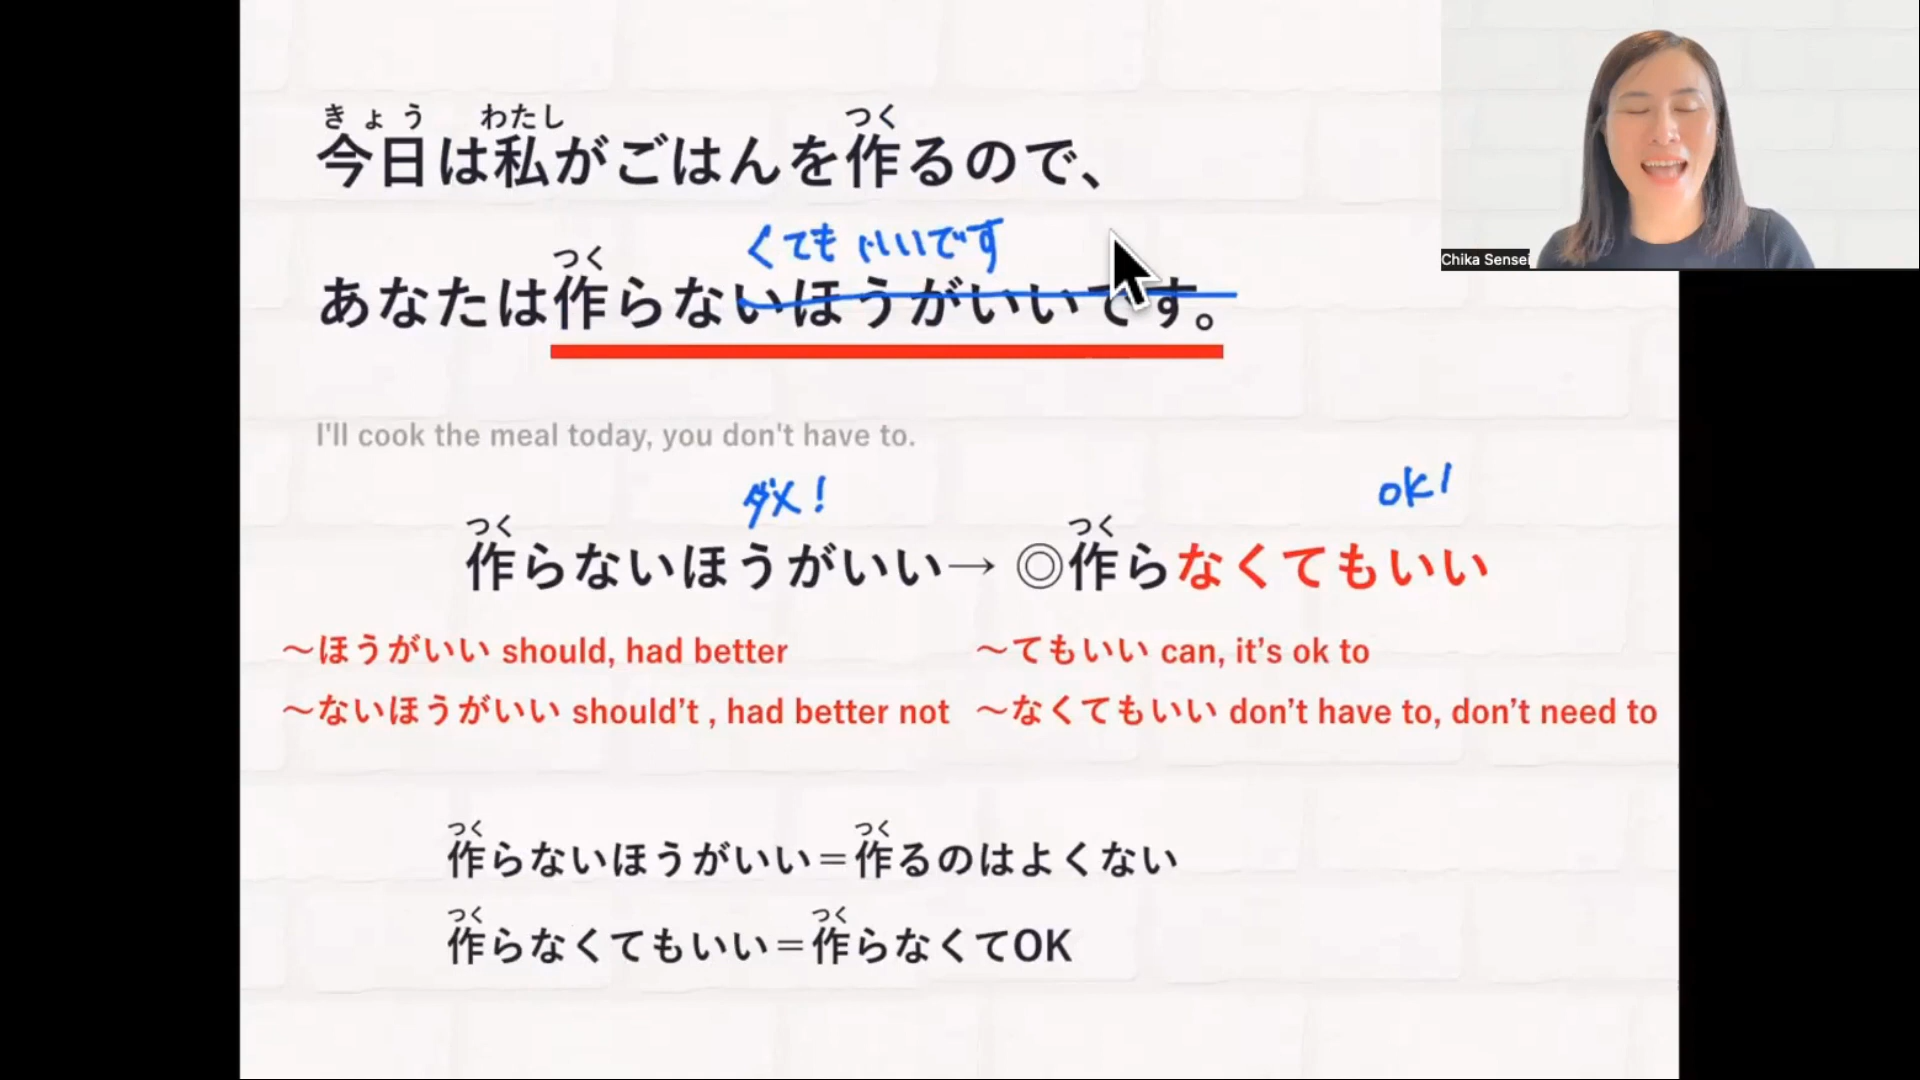 きょう わたし つく
今日は私がごはんを作るので、
くてもいいです
つく
あなたは作らないほうがいいです。
I'll cook the meal today, you don't have to.
ダメ! OK!
つく つく
作らないほうがいい→ ◎作らなくてもいい
～ほうがいい should, had better ～てもいい can, it's ok to
～ないほうがいい should't , had better not ～なくてもいい don't have to, don't need to
つく つく
作らないほうがいい＝作るのはよくない
つく つく
作らなくてもいい＝作らなくてOK
Chika Sensei